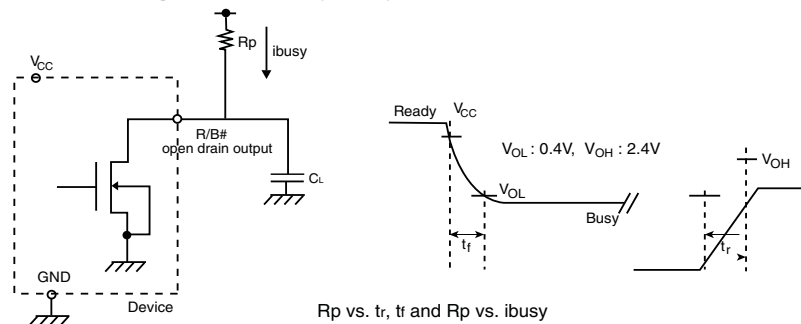 Rp
ibusy
VCC
R/B#
open drain output
CL
GND
Device
Ready
VCC
VOL : 0.4V, VOH : 2.4V
VOH
VOL
Busy
tf
tr
Rp vs. tr, tf and Rp vs. ibusy